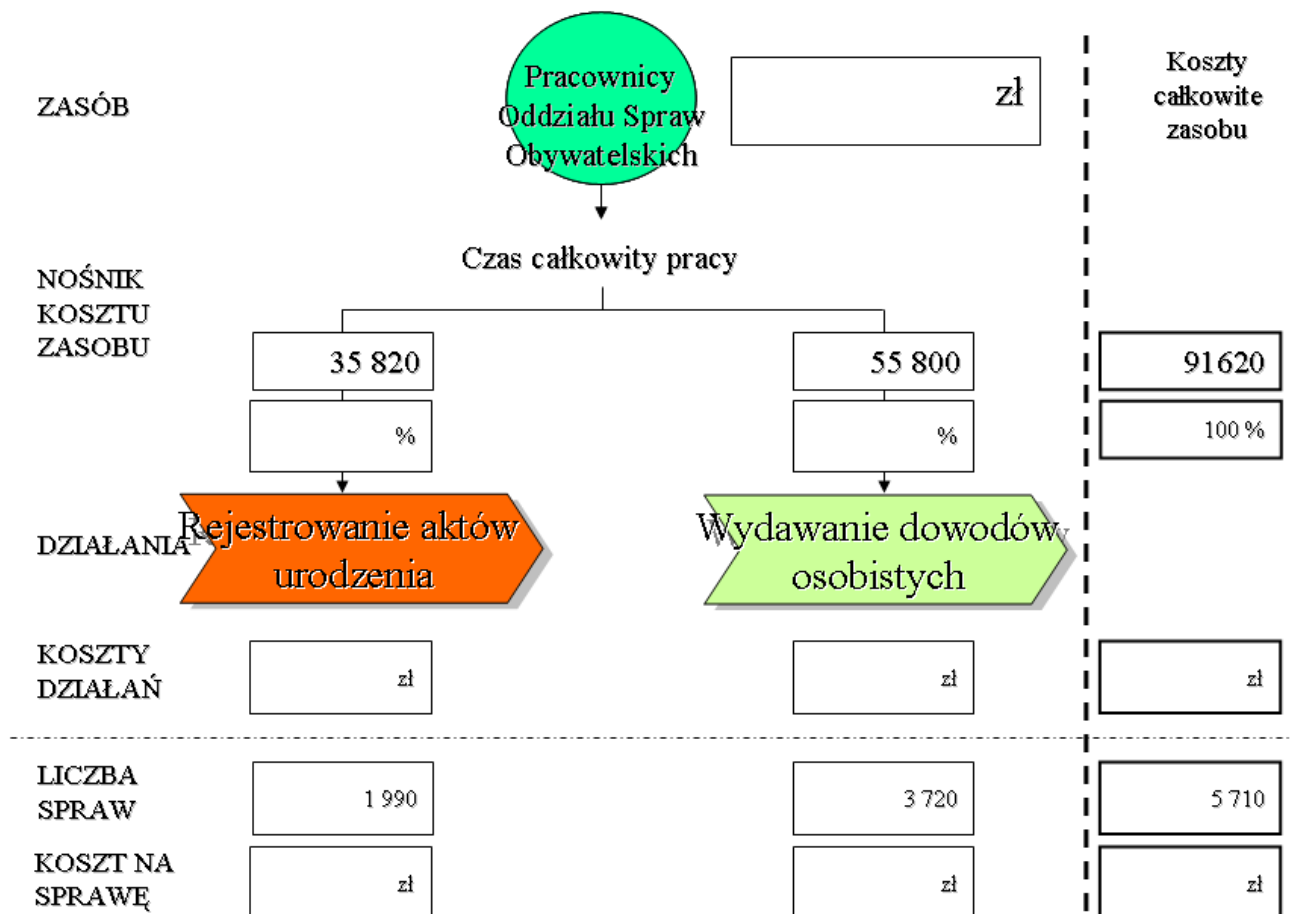 ZASÓB
Pracownicy
Oddziału Spraw
Obywatelskich
zł
Koszty
całkowite
zasobu
NOŚNIK
KOSZTU
ZASOBU
Czas całkowity pracy
35 820
55 800
91620
%
%
100 %
DZIAŁANIA
Rejestrowanie aktów
urodzenia
Wydawanie dowodów
osobistych
KOSZTY
DZIAŁAŃ
zł
zł
zł
LICZBA
SPRAW
1 990
3 720
5 710
KOSZT NA
SPRAWĘ
zł
zł
zł